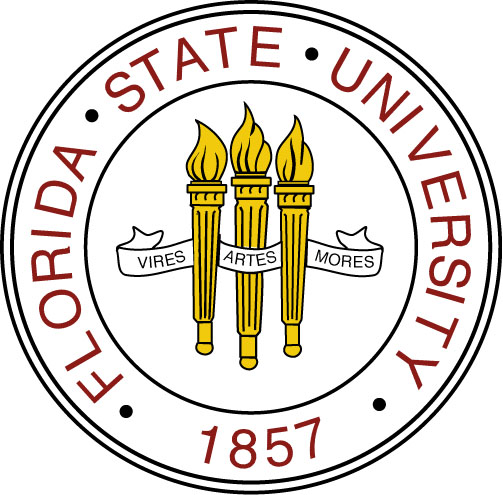 · FLORIDA · STATE · UNIVERSITY ·
1857
VIRES ARTES MORES